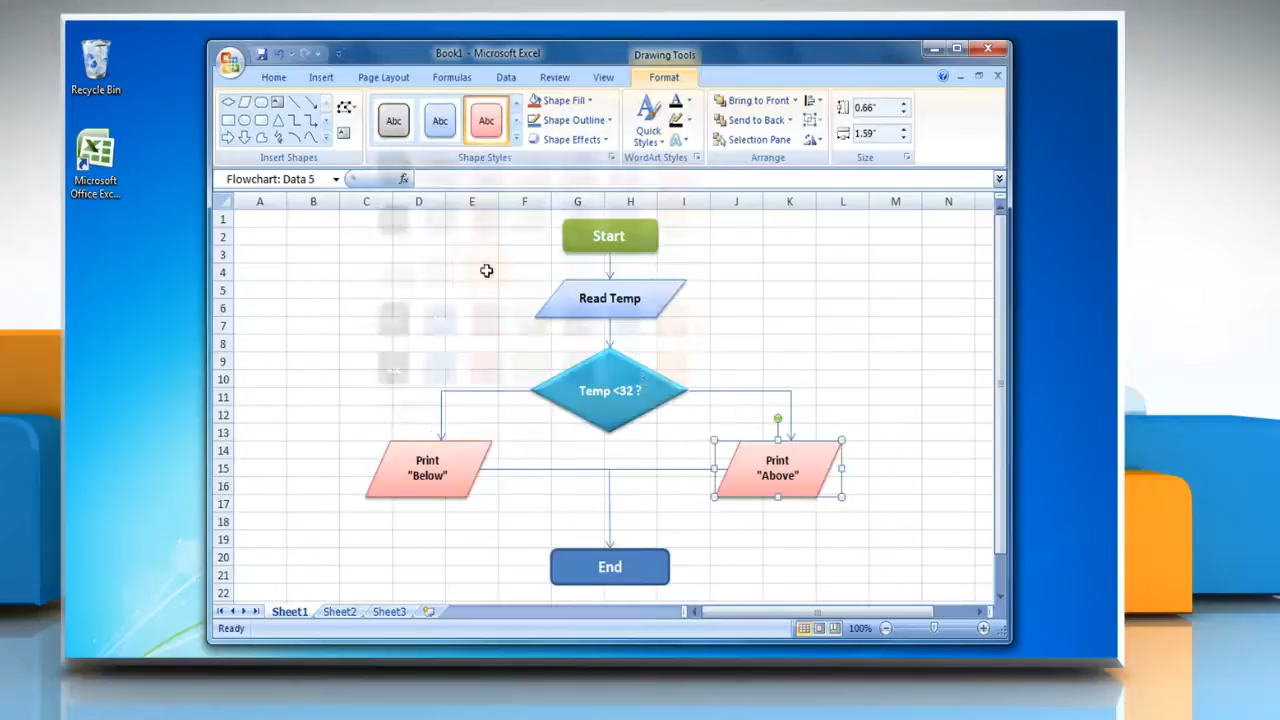 Recycle Bin
Microsoft
Office Exc...
Book1 - Microsoft Excel
Drawing Tools
Home Insert Page Layout Formulas Data Review View Format
Abc Abc Abc
Shape Fill
Shape Outline
Shape Effects
Quick
Styles
Bring to Front
Send to Back
Selection Pane
0.66"
1.59"
Insert Shapes Shape Styles WordArt Styles Arrange Size
Flowchart: Data 5 fx
A B C D E F G H I J K L M N
1
2
3
4
5
6
7
8
9
10
11
12
13
14
15
16
17
18
19
20
21
22
Start
Read Temp
Temp <32 ?
Print
"Below"
Print
"Above"
End
Sheet1 Sheet2 Sheet3
Ready 100%